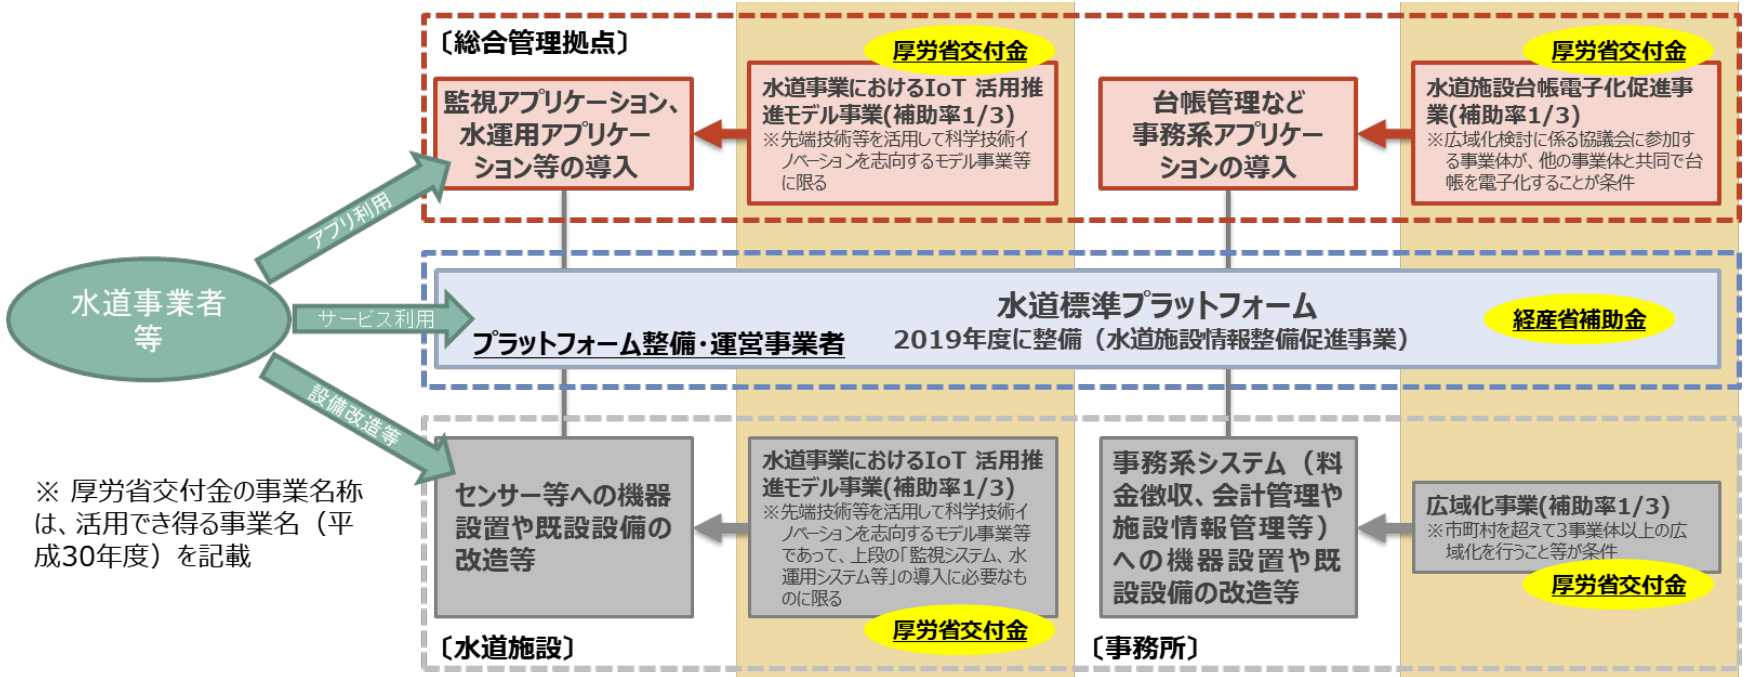 〔総合管理拠点〕
厚労省交付金
監視アプリケーション、
水運用アプリケー
ション等の導入
水道事業におけるIoT 活用推
進モデル事業(補助率1/3)
※先端技術等を活用して科学技術イ
ノベーションを志向するモデル事業等
に限る
台帳管理など
事務系アプリケー
ションの導入
厚労省交付金
水道施設台帳電子化促進事
業(補助率1/3)
※広域化検討に係る協議会に参加す
る事業体が、他の事業体と共同で台
帳を電子化することが条件
アプリ利用
水道事業者
等
サービス利用
設備改造等
水道標準プラットフォーム
2019年度に整備（水道施設情報整備促進事業）
プラットフォーム整備・運営事業者
経産省補助金
センサー等への機器
設置や既設設備の
改造等
水道事業におけるIoT 活用推
進モデル事業(補助率1/3)
※先端技術等を活用して科学技術イ
ノベーションを志向するモデル事業等
であって、上段の「監視システム、水
運用システム等」の導入に必要なも
のに限る
厚労省交付金
〔水道施設〕
事務系システム（料
金徴収、会計管理や
施設情報管理等）
への機器設置や既
設設備の改造等
広域化事業(補助率1/3)
※市町村を超えて3事業体以上の広
域化を行うこと等が条件
厚労省交付金
〔事務所〕
※ 厚労省交付金の事業名称
は、活用でき得る事業名（平
成30年度）を記載